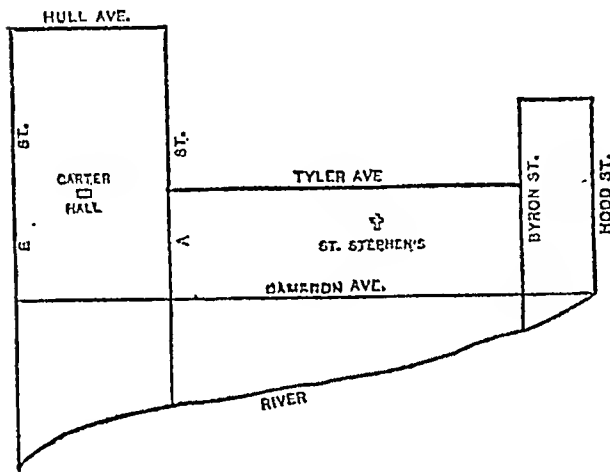 HULL AVE.
ST.
ST.
CARTER
HALL
TYLER AVE
BYRON ST.
HOOD ST.
E
A
ST. STEPHEN'S
CAMERON AVE.
RIVER